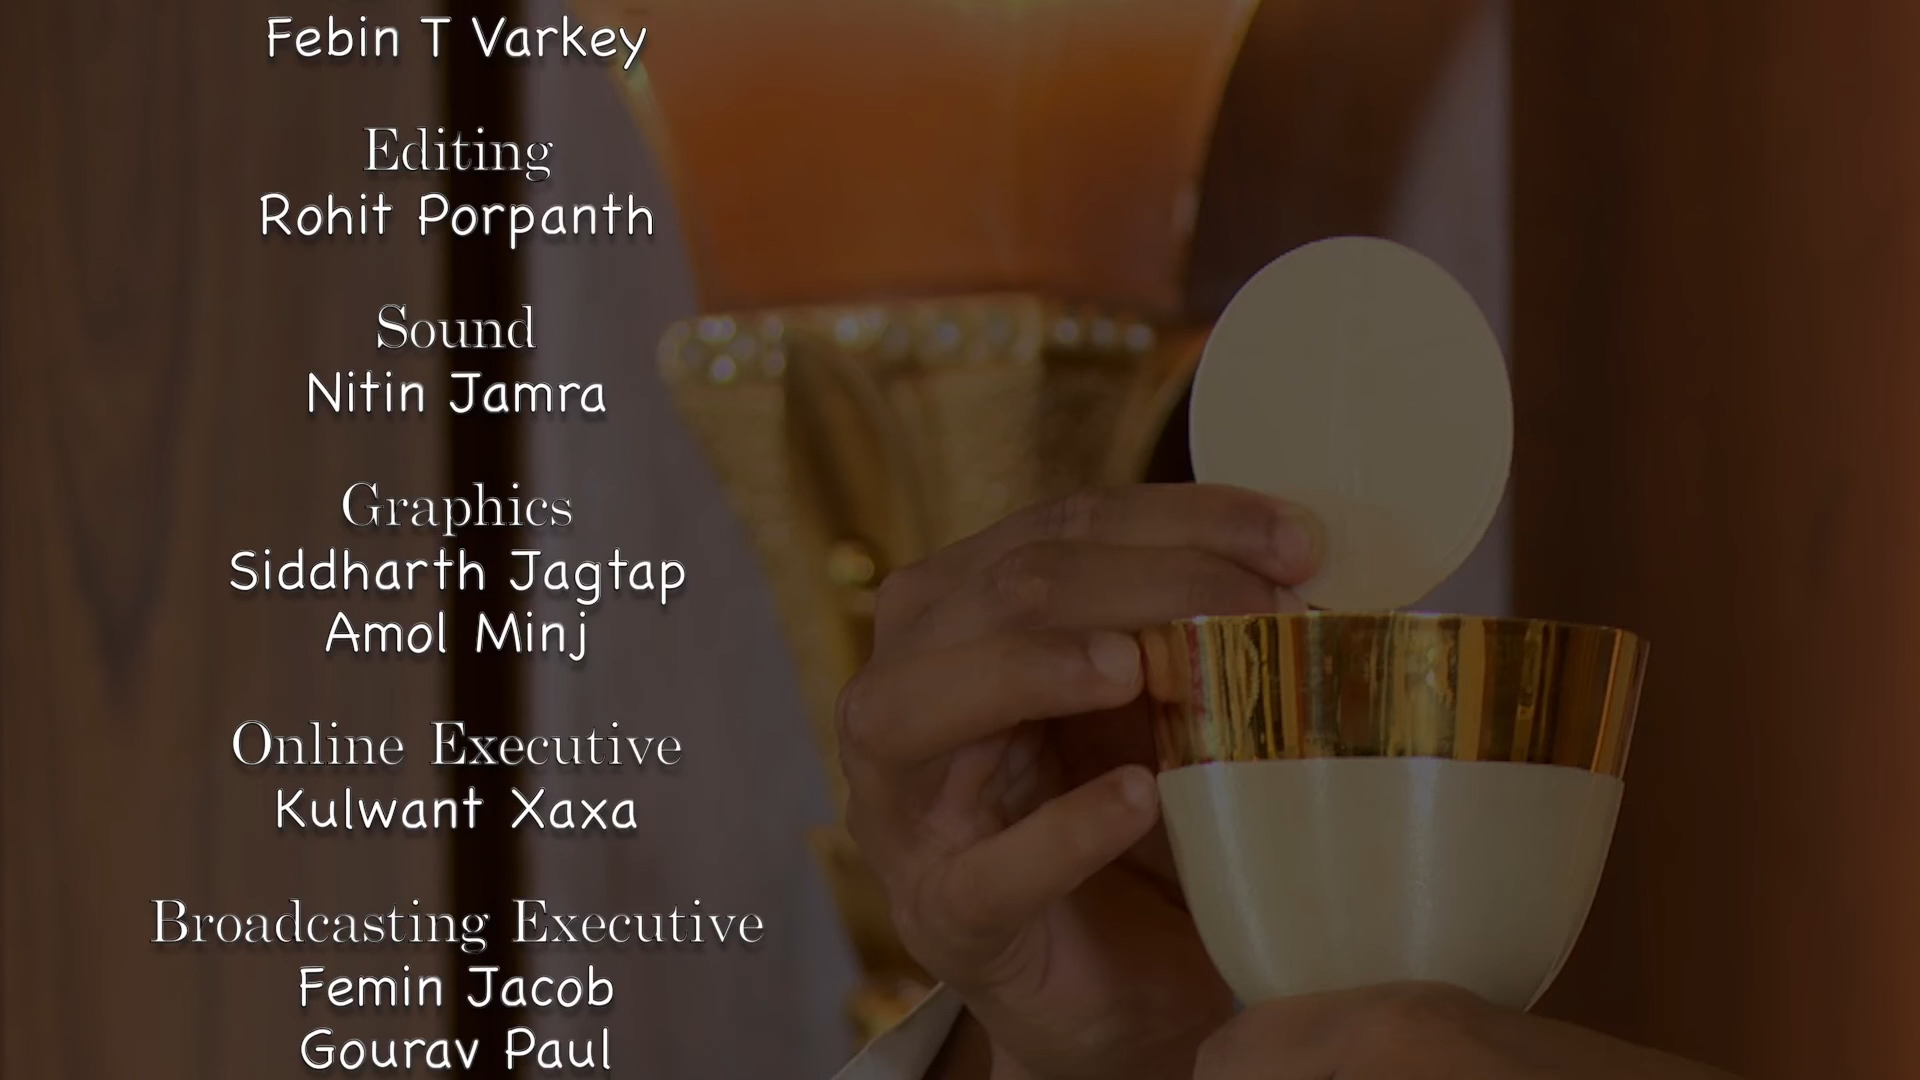 Febin T Varkey
Editing
Rohit Porpanth
Sound
Nitin Jamra
Graphics
Siddharth Jagtap
Amol Minj
Online Executive
Kulwant Xaxa
Broadcasting Executive
Femin Jacob
Gourav Paul